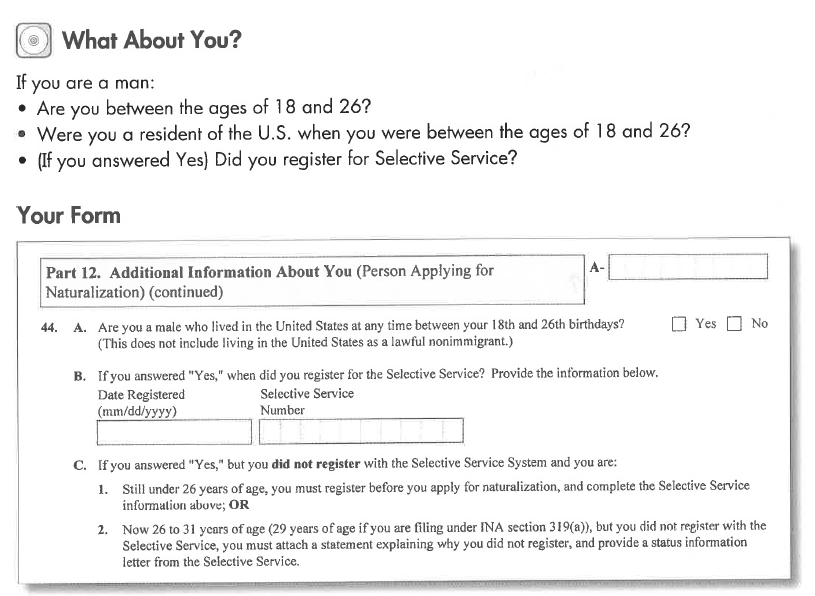 What About You?
If you are a man:
• Are you between the ages of 18 and 26?
• Were you a resident of the U.S. when you were between the ages of 18 and 26?
• (If you answered Yes) Did you register for Selective Service?
Your Form
Part 12. Additional Information About You (Person Applying for
Naturalization) (continued)
A-
44. A. Are you a male who lived in the United States at any time between your 18th and 26th birthdays?
Yes No
(This does not include living in the United States as a lawful nonimmigrant.)
B. If you answered "Yes," when did you register for the Selective Service? Provide the information below.
Date Registered Selective Service
(mm/dd/yyyy) Number
C. If you answered "Yes," but you did not register with the Selective Service System and you are:
1. Still under 26 years of age, you must register before you apply for naturalization, and complete the Selective Service
information above; OR
2. Now 26 to 31 years of age (29 years of age if you are filing under INA section 319(a)), but you did not register with the
Selective Service, you must attach a statement explaining why you did not register, and provide a status information
letter from the Selective Service.